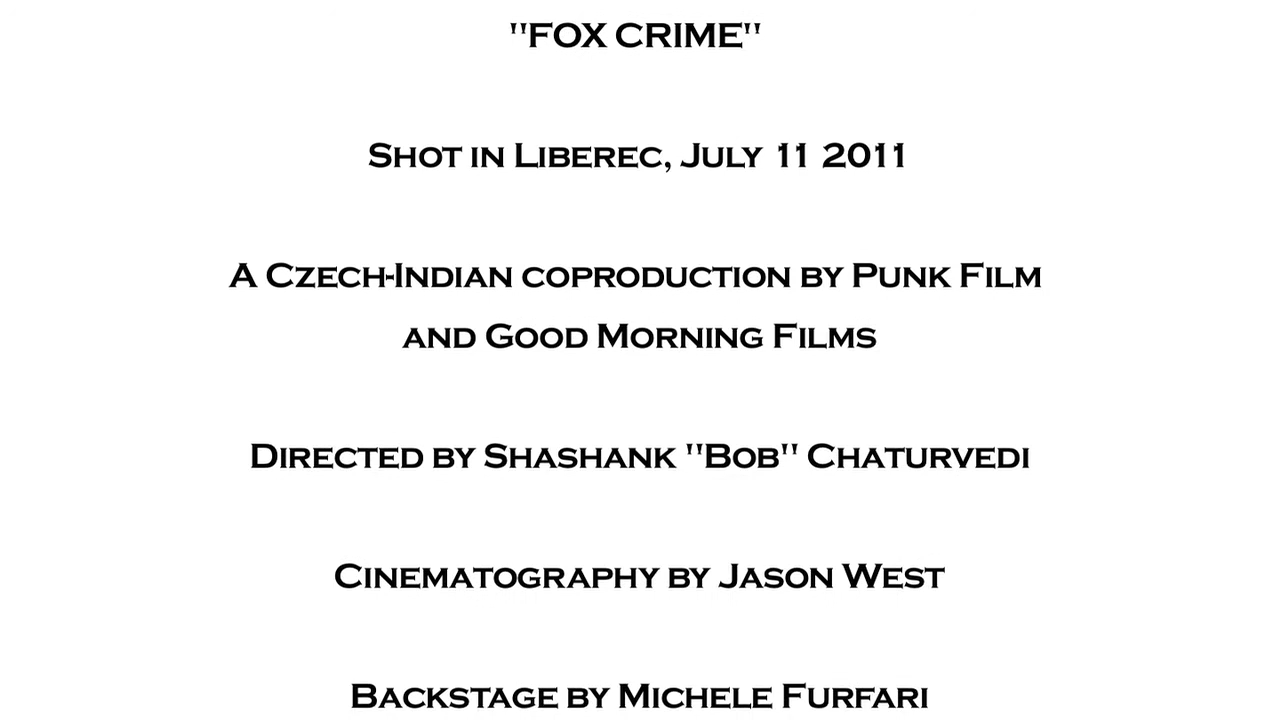 "FOX CRIME"
Shot in Liberec, July 11 2011
A Czech-Indian coproduction by Punk Film
and Good Morning Films
Directed by Shashank "Bob" Chaturvedi
Cinematography by Jason West
Backstage by Michele Furfari